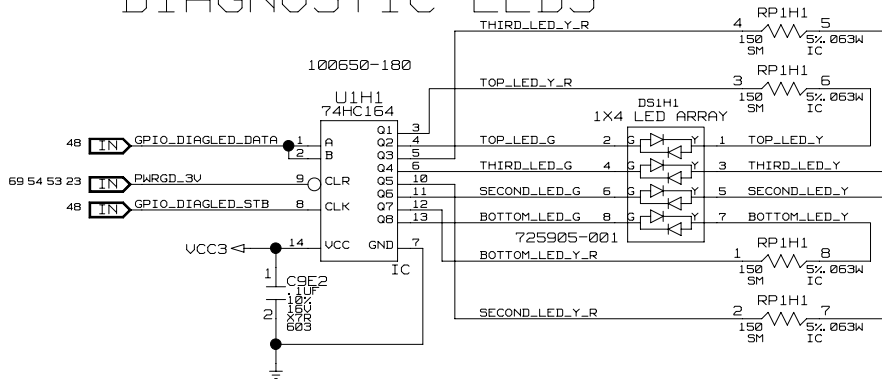 DIAGNOSTIC LEDS
THIRD_LED_Y_R 4 RP1H1 5
150 5%.063W
SM IC
100650-180
TOP_LED_Y_R 3 RP1H1 6
150 5%.063W
SM IC
U1H1
74HC164
DS1H1
1X4 LED ARRAY
48 IN GPIO_DIAGLED_DATA 1 A
2 B
Q1 3
Q2 4 TOP_LED_G 2 G Y 1 TOP_LED_Y
Q3 5
69 54 53 23 IN PWRGD_3V 9 CLR
Q4 6 THIRD_LED_G 4 G Y 3 THIRD_LED_Y
Q5 10
48 IN GPIO_DIAGLED_STB 8 CLK
Q6 11 SECOND_LED_G 6 G Y 5 SECOND_LED_Y
Q7 12
Q8 13 BOTTOM_LED_G 8 G Y 7 BOTTOM_LED_Y
725905-001
VCC3 14 VCC GND 7
IC
BOTTOM_LED_Y_R 1 RP1H1 8
150 5%.063W
SM IC
1 C9E2
.1UF
10%
16V
X7R
2 603
SECOND_LED_Y_R 2 RP1H1 7
150 5%.063W
SM IC